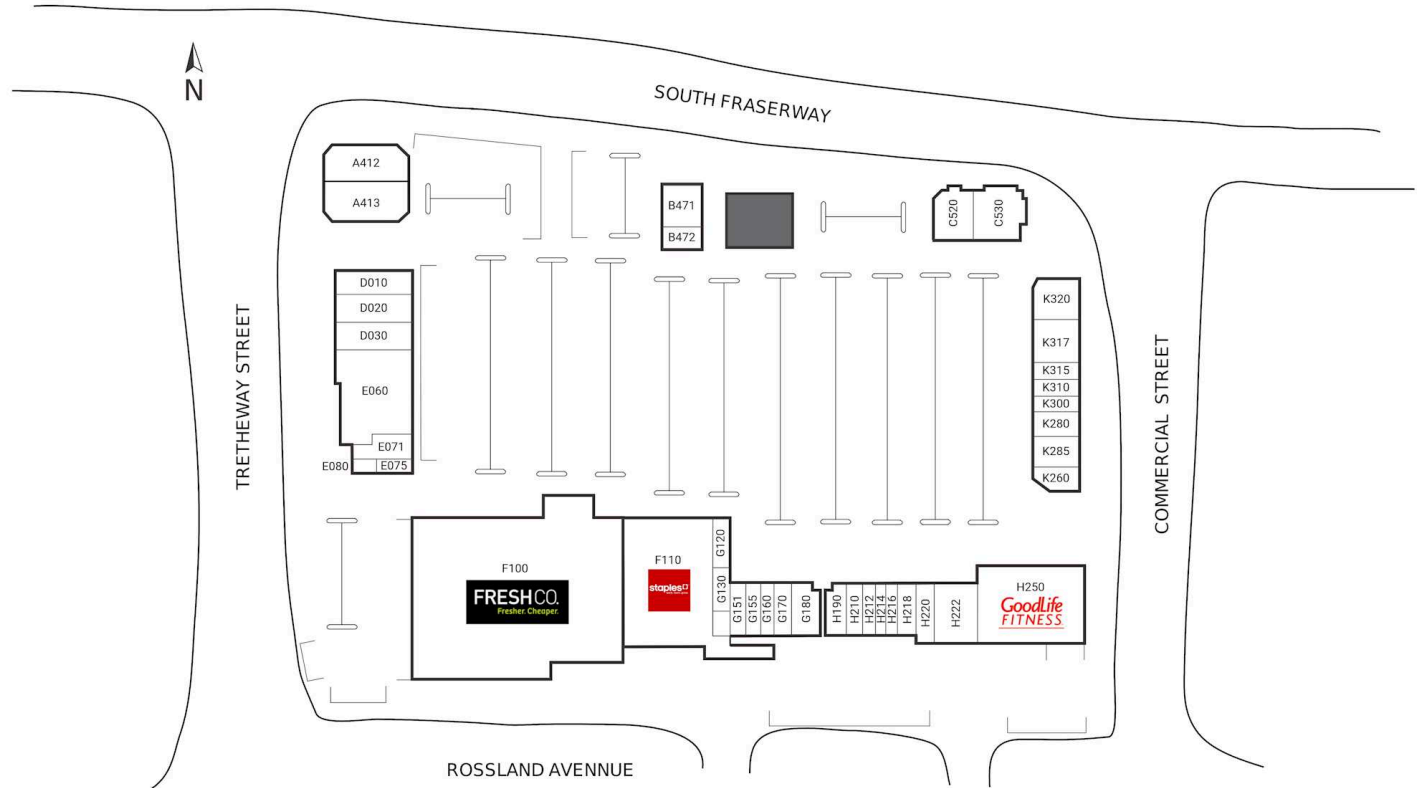 N
SOUTH FRASERWAY
A412
A413
B471
B472
C520
C530
D010
D020
D030
E060
E071
E080
E075
TRETHEWAY STREET
K320
K317
K315
K310
K300
K280
K285
K260
COMMERCIAL STREET
F100
FRESHCO.
Fresher. Cheaper.
F110
staples
G120
G130
G151
G155
G160
G170
G180
H190
H210
H212
H214
H216
H218
H220
H222
H250
GoodLife
FITNESS
ROSSLAND AVENNUE